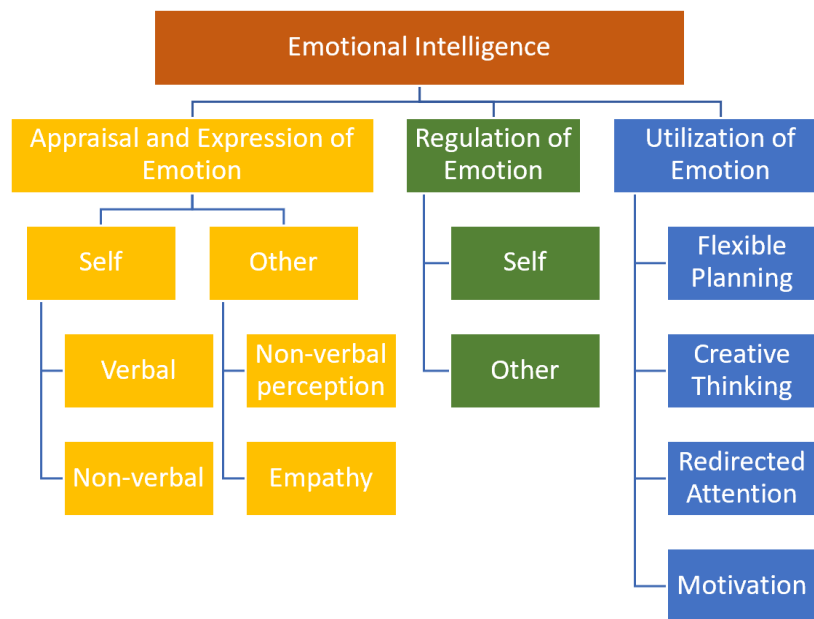 Emotional Intelligence
Appraisal and Expression of
Emotion
Regulation of
Emotion
Utilization of
Emotion
Self
Other
Verbal
Non-verbal
perception
Non-verbal
Empathy
Self
Other
Flexible
Planning
Creative
Thinking
Redirected
Attention
Motivation